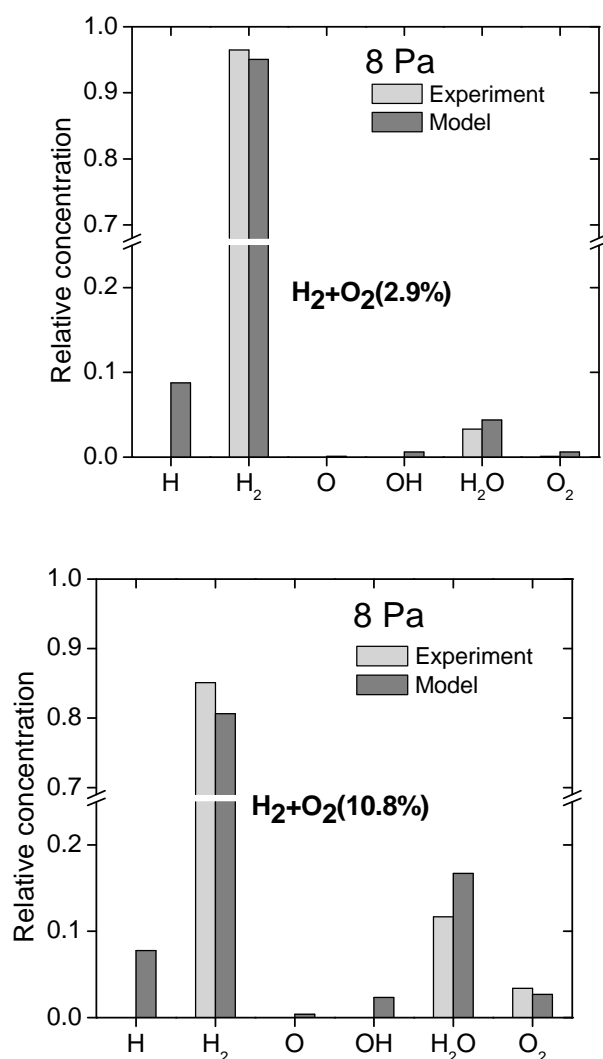 1.0
8 Pa
0.9
Experiment
Model
0.8
0.7
Relative concentration
0.2
H₂+O₂(2.9%)
0.1
0.0
H H₂ O OH H₂O O₂
1.0
8 Pa
0.9
Experiment
Model
0.8
0.7
Relative concentration
H₂+O₂(10.8%)
0.2
0.1
0.0
H H₂ O OH H₂O O₂